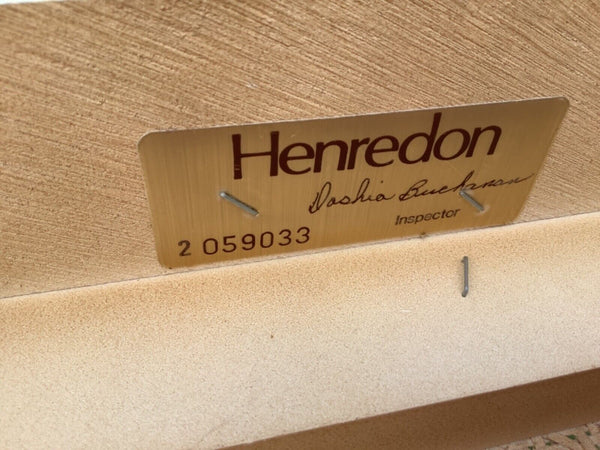 Henredon
Doshia Buchanan
Inspector
2 059033